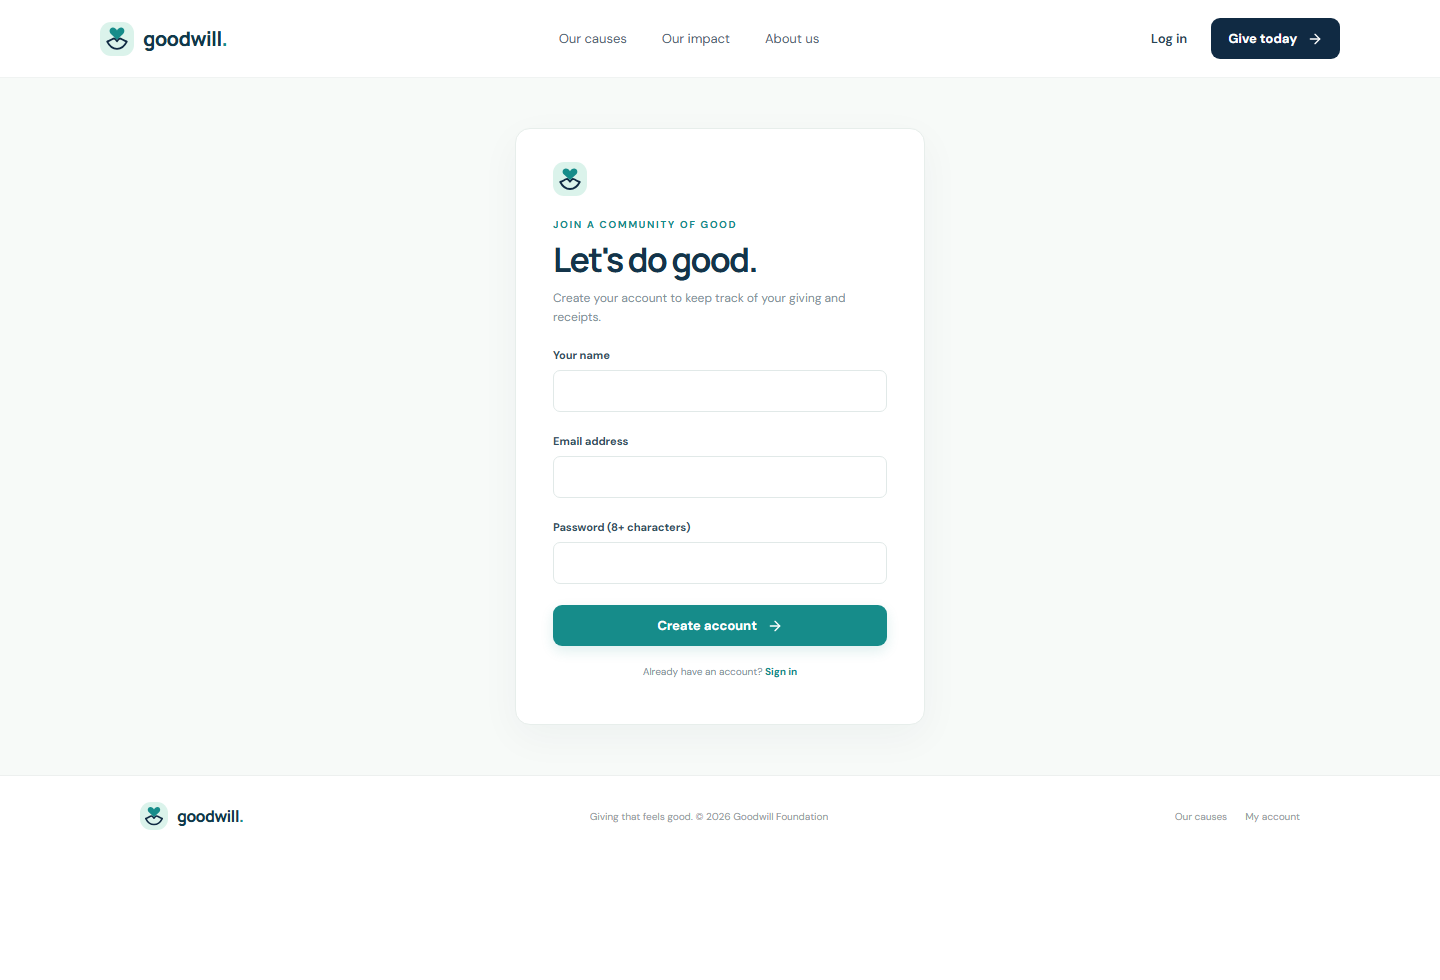 goodwill.
Our causes
Our impact
About us
Log in
Give today
JOIN A COMMUNITY OF GOOD
Let's do good.
Create your account to keep track of your giving and
receipts.
Your name
Email address
Password (8+ characters)
Create account
Already have an account? Sign in
goodwill.
Giving that feels good. © 2026 Goodwill Foundation
Our causes
My account